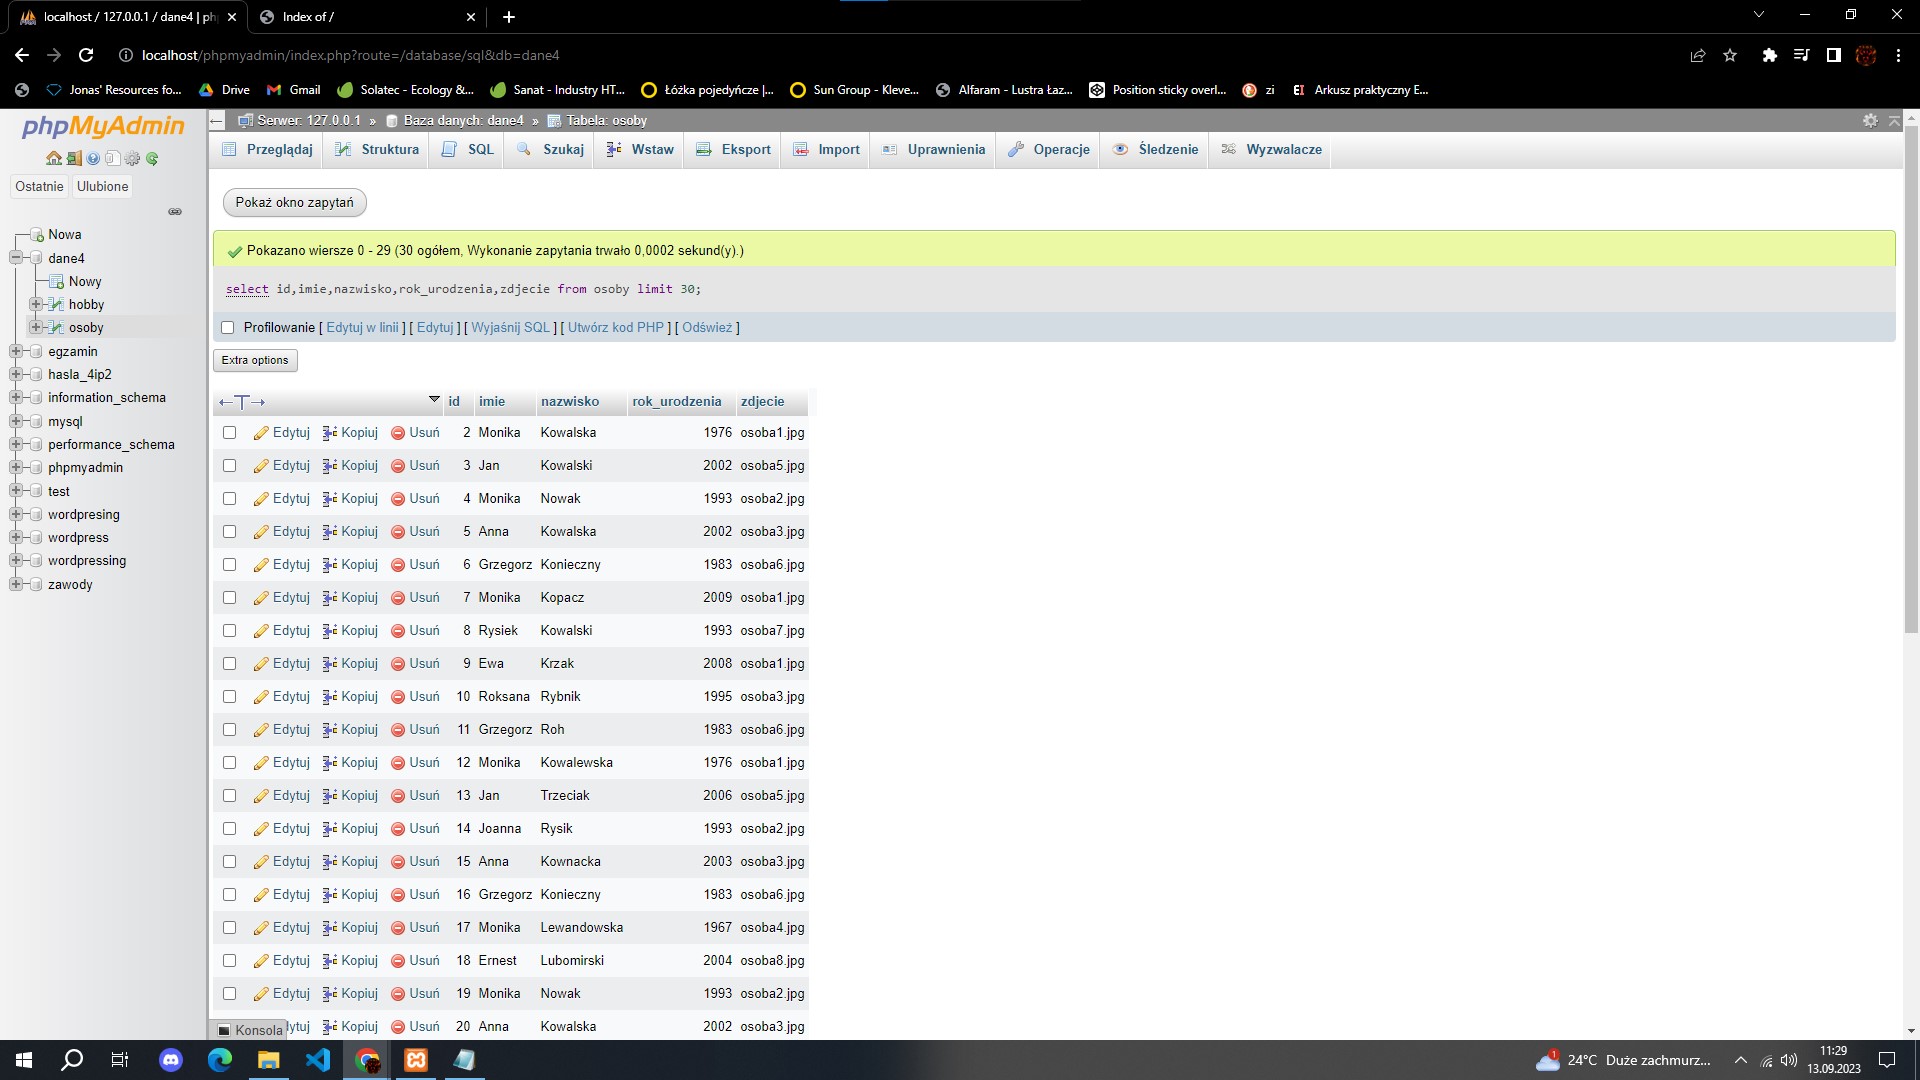 localhost / 127.0.0.1 / dane4 | ph
Index of /
localhost/phpmyadmin/index.php?route=/database/sql&db=dane4
Jonas' Resources fo...
Drive
Gmail
Solatec - Ecology &...
Sanat - Industry HT...
Łóżka pojedyńcze |...
Sun Group - Kleve...
Alfaram - Lustra Łaz...
Position sticky overl...
zi
EI Arkusz praktyczny E...
phpMyAdmin
Ostatnie Ulubione
Nowa
dane4
Nowy
hobby
osoby
egzamin
hasla_4ip2
information_schema
mysql
performance_schema
phpmyadmin
test
wordpresing
wordpress
wordpressing
zawody
Serwer: 127.0.0.1 » Baza danych: dane4 » Tabela: osoby
Przeglądaj Struktura SQL Szukaj Wstaw Eksport Import Uprawnienia Operacje Śledzenie Wyzwalacze
Pokaż okno zapytań
Pokazano wiersze 0 - 29 (30 ogółem, Wykonanie zapytania trwało 0,0002 sekund(y).)
select id,imie,nazwisko,rok_urodzenia,zdjecie from osoby limit 30;
Profilowanie [ Edytuj w linii ] [ Edytuj ] [ Wyjaśnij SQL ] [ Utwórz kod PHP ] [ Odśwież ]
Extra options
id imie nazwisko rok_urodzenia zdjecie
Edytuj Kopiuj Usuń 2 Monika Kowalska 1976 osoba1.jpg
Edytuj Kopiuj Usuń 3 Jan Kowalski 2002 osoba5.jpg
Edytuj Kopiuj Usuń 4 Monika Nowak 1993 osoba2.jpg
Edytuj Kopiuj Usuń 5 Anna Kowalska 2002 osoba3.jpg
Edytuj Kopiuj Usuń 6 Grzegorz Konieczny 1983 osoba6.jpg
Edytuj Kopiuj Usuń 7 Monika Kopacz 2009 osoba1.jpg
Edytuj Kopiuj Usuń 8 Rysiek Kowalski 1993 osoba7.jpg
Edytuj Kopiuj Usuń 9 Ewa Krzak 2008 osoba1.jpg
Edytuj Kopiuj Usuń 10 Roksana Rybnik 1995 osoba3.jpg
Edytuj Kopiuj Usuń 11 Grzegorz Roh 1983 osoba6.jpg
Edytuj Kopiuj Usuń 12 Monika Kowalewska 1976 osoba1.jpg
Edytuj Kopiuj Usuń 13 Jan Trzeciak 2006 osoba5.jpg
Edytuj Kopiuj Usuń 14 Joanna Rysik 1993 osoba2.jpg
Edytuj Kopiuj Usuń 15 Anna Kownacka 2003 osoba3.jpg
Edytuj Kopiuj Usuń 16 Grzegorz Konieczny 1983 osoba6.jpg
Edytuj Kopiuj Usuń 17 Monika Lewandowska 1967 osoba4.jpg
Edytuj Kopiuj Usuń 18 Ernest Lubomirski 2004 osoba8.jpg
Edytuj Kopiuj Usuń 19 Monika Nowak 1993 osoba2.jpg
ytuj Kopiuj Usuń 20 Anna Kowalska 2002 osoba3.jpg
Konsola
1
24°C Duże zachmurz...
11:29
13.09.2023